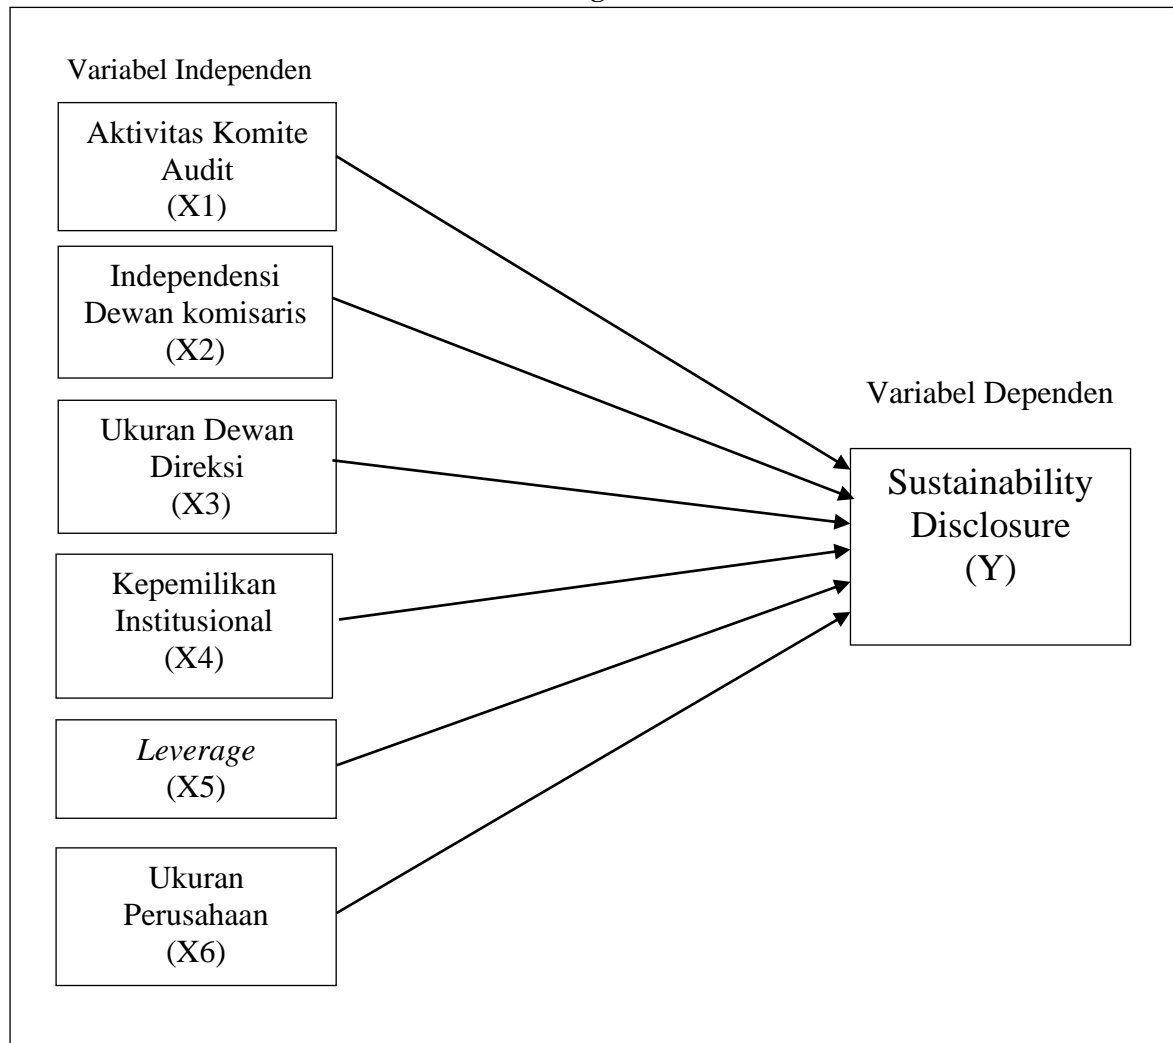 Variabel Independen
Aktivitas Komite
Audit
(X1)
Independensi
Dewan komisaris
(X2)
Ukuran Dewan
Direksi
(X3)
Kepemilikan
Institusional
(X4)
Leverage
(X5)
Ukuran
Perusahaan
(X6)
Variabel Dependen
Sustainability
Disclosure
(Y)